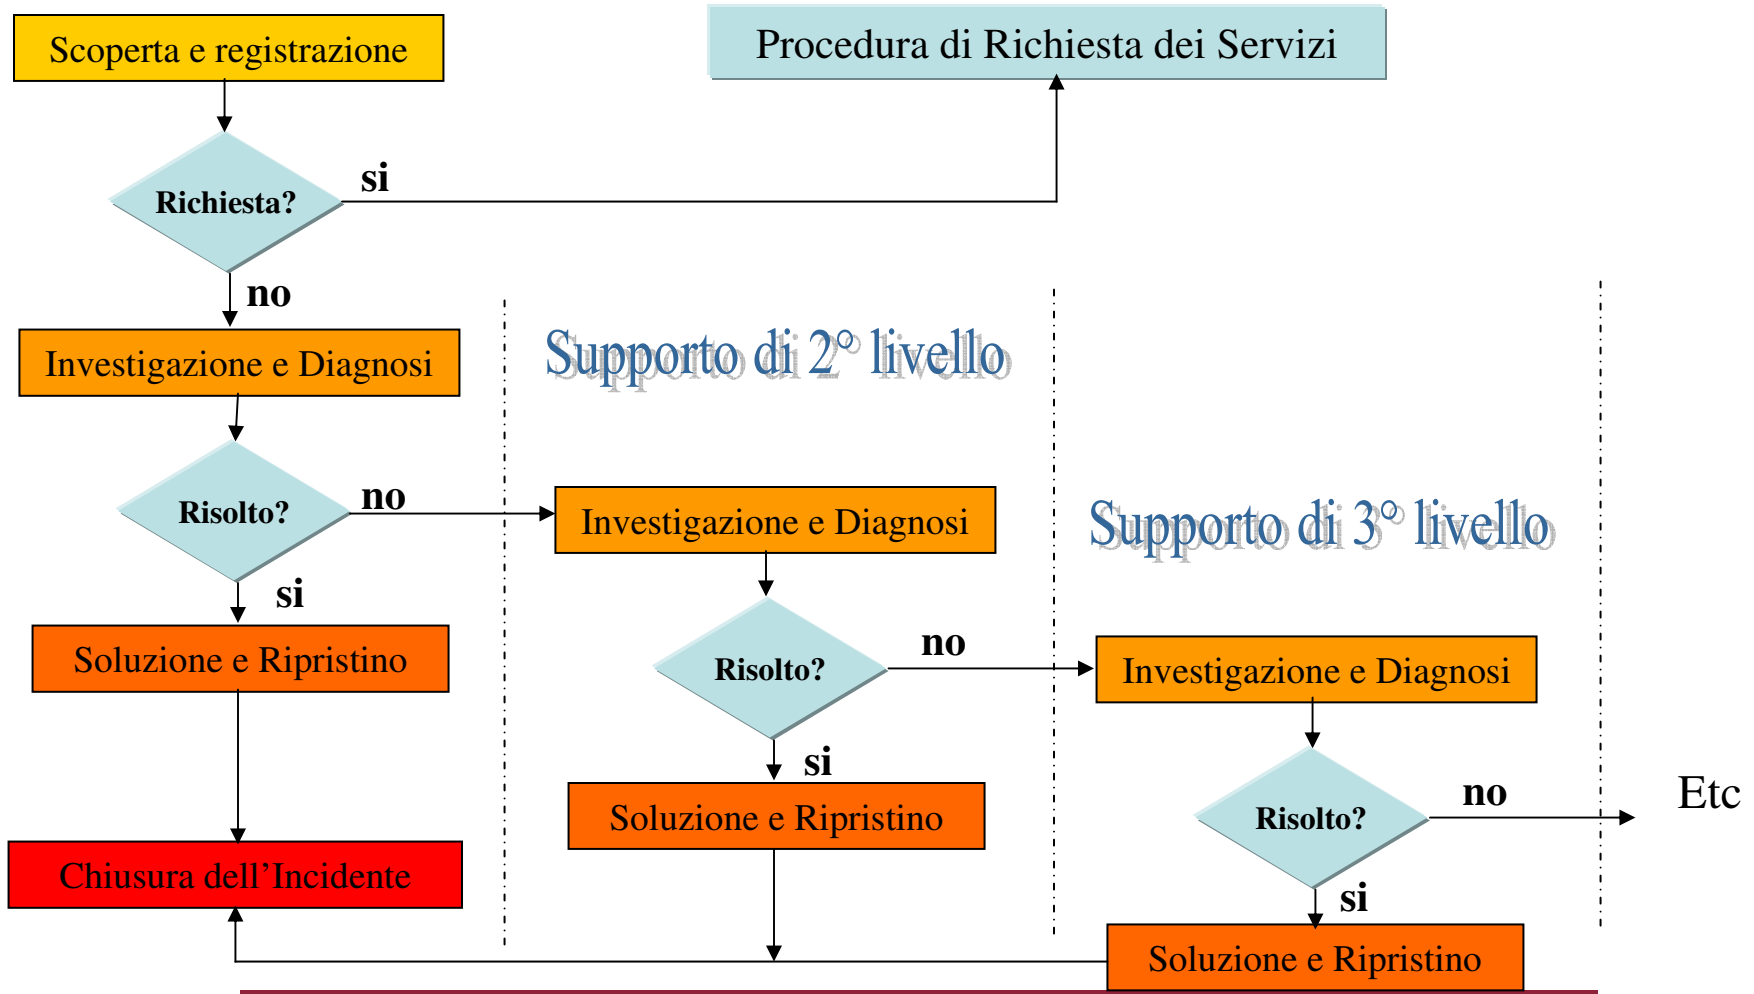 Scoperta e registrazione
Procedura di Richiesta dei Servizi
Richiesta?
si
no
Investigazione e Diagnosi
Supporto di 2° livello
Risolto?
no
Investigazione e Diagnosi
Supporto di 3° livello
si
Soluzione e Ripristino
Risolto?
no
Investigazione e Diagnosi
si
Soluzione e Ripristino
Risolto?
no
Etc
Chiusura dell’Incidente
si
Soluzione e Ripristino